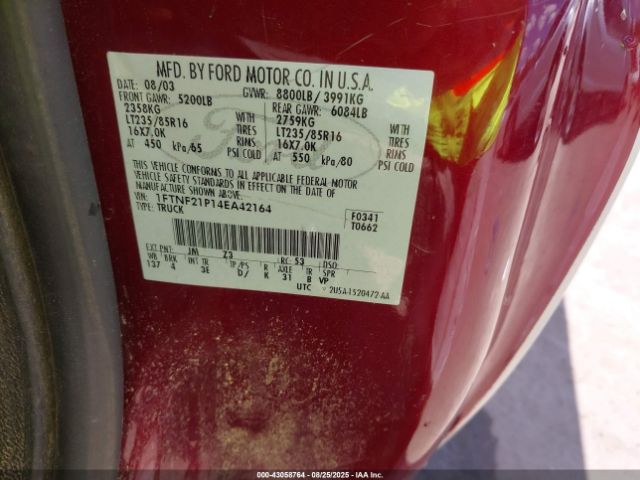 MFD. BY FORD MOTOR CO. IN U.S.A.
DATE: 08/03 GVWR: 8800LB/ 3991KG
FRONT GAWR: 5200LB REAR GAWR: 6084LB
2358KG WITH 2759KG WITH
LT235/85R16 TIRES LT235/85R16 TIRES
16X7.0K RIMS 16X7.0K RIMS
AT 450 kPa/65 PSI COLD AT 550 kPa/80 PSI COLD
THIS VEHICLE CONFORMS TO ALL APPLICABLE FEDERAL MOTOR
VEHICLE SAFETY STANDARDS IN EFFECT ON THE DATE OF
MANUFACTURE SHOWN ABOVE.
VIN: 1FTNF21P14EA42164 F0341
TYPE: TRUCK T0662
EXT PNT: JM Z3 RC: 53 DSO:
WB BRK INT TR TP/PS R AXLE TR SPR
137 4 3E D/ K 31 B VP
UTC 2USA-1520472-AA
Ford
000-43058764 - 08/25/2025 - IAA Inc.